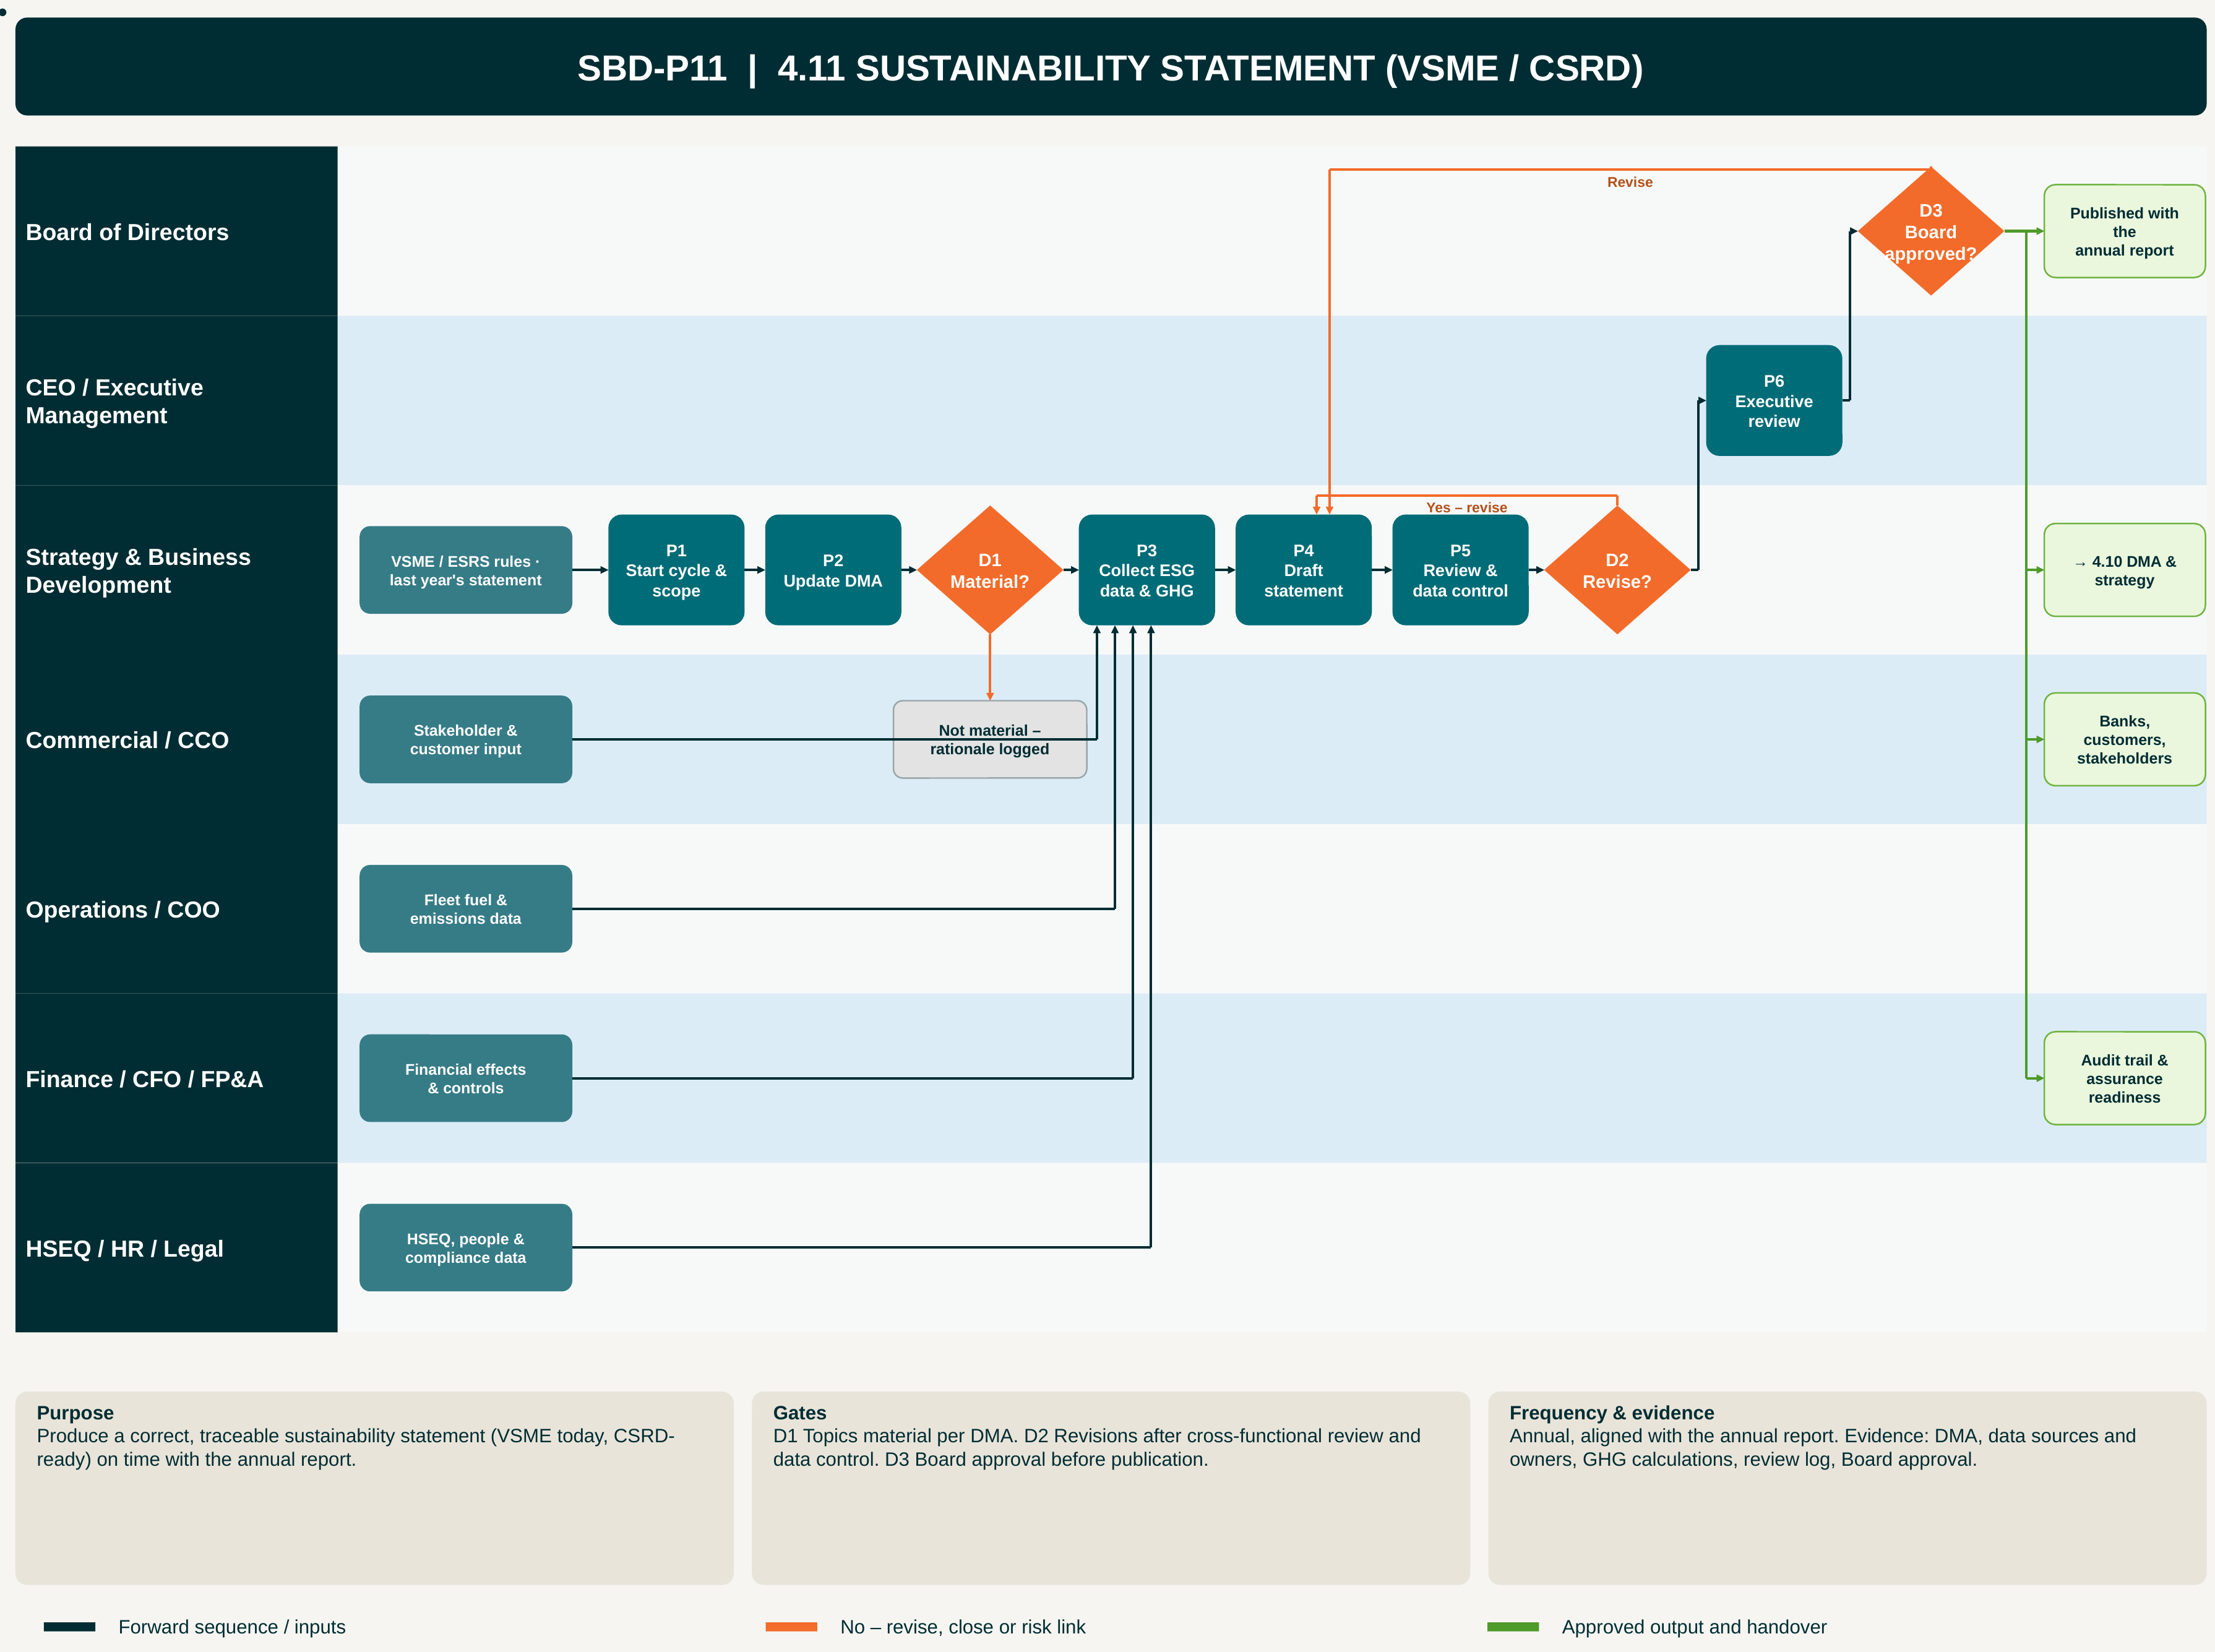 SBD-P11 | 4.11 SUSTAINABILITY STATEMENT (VSME / CSRD)
Board of Directors
Revise
D3
Board
approved?
Published with
the
annual report
CEO / Executive
Management
P6
Executive
review
Strategy & Business
Development
VSME / ESRS rules ·
last year's statement
P1
Start cycle &
scope
P2
Update DMA
D1
Material?
P3
Collect ESG
data & GHG
P4
Draft
statement
Yes – revise
P5
Review &
data control
D2
Revise?
→ 4.10 DMA &
strategy
Commercial / CCO
Stakeholder &
customer input
Not material –
rationale logged
Banks,
customers,
stakeholders
Operations / COO
Fleet fuel &
emissions data
Finance / CFO / FP&A
Financial effects
& controls
Audit trail &
assurance
readiness
HSEQ / HR / Legal
HSEQ, people &
compliance data
Purpose
Produce a correct, traceable sustainability statement (VSME today, CSRD-
ready) on time with the annual report.
Gates
D1 Topics material per DMA. D2 Revisions after cross-functional review and
data control. D3 Board approval before publication.
Frequency & evidence
Annual, aligned with the annual report. Evidence: DMA, data sources and
owners, GHG calculations, review log, Board approval.
Forward sequence / inputs
No – revise, close or risk link
Approved output and handover